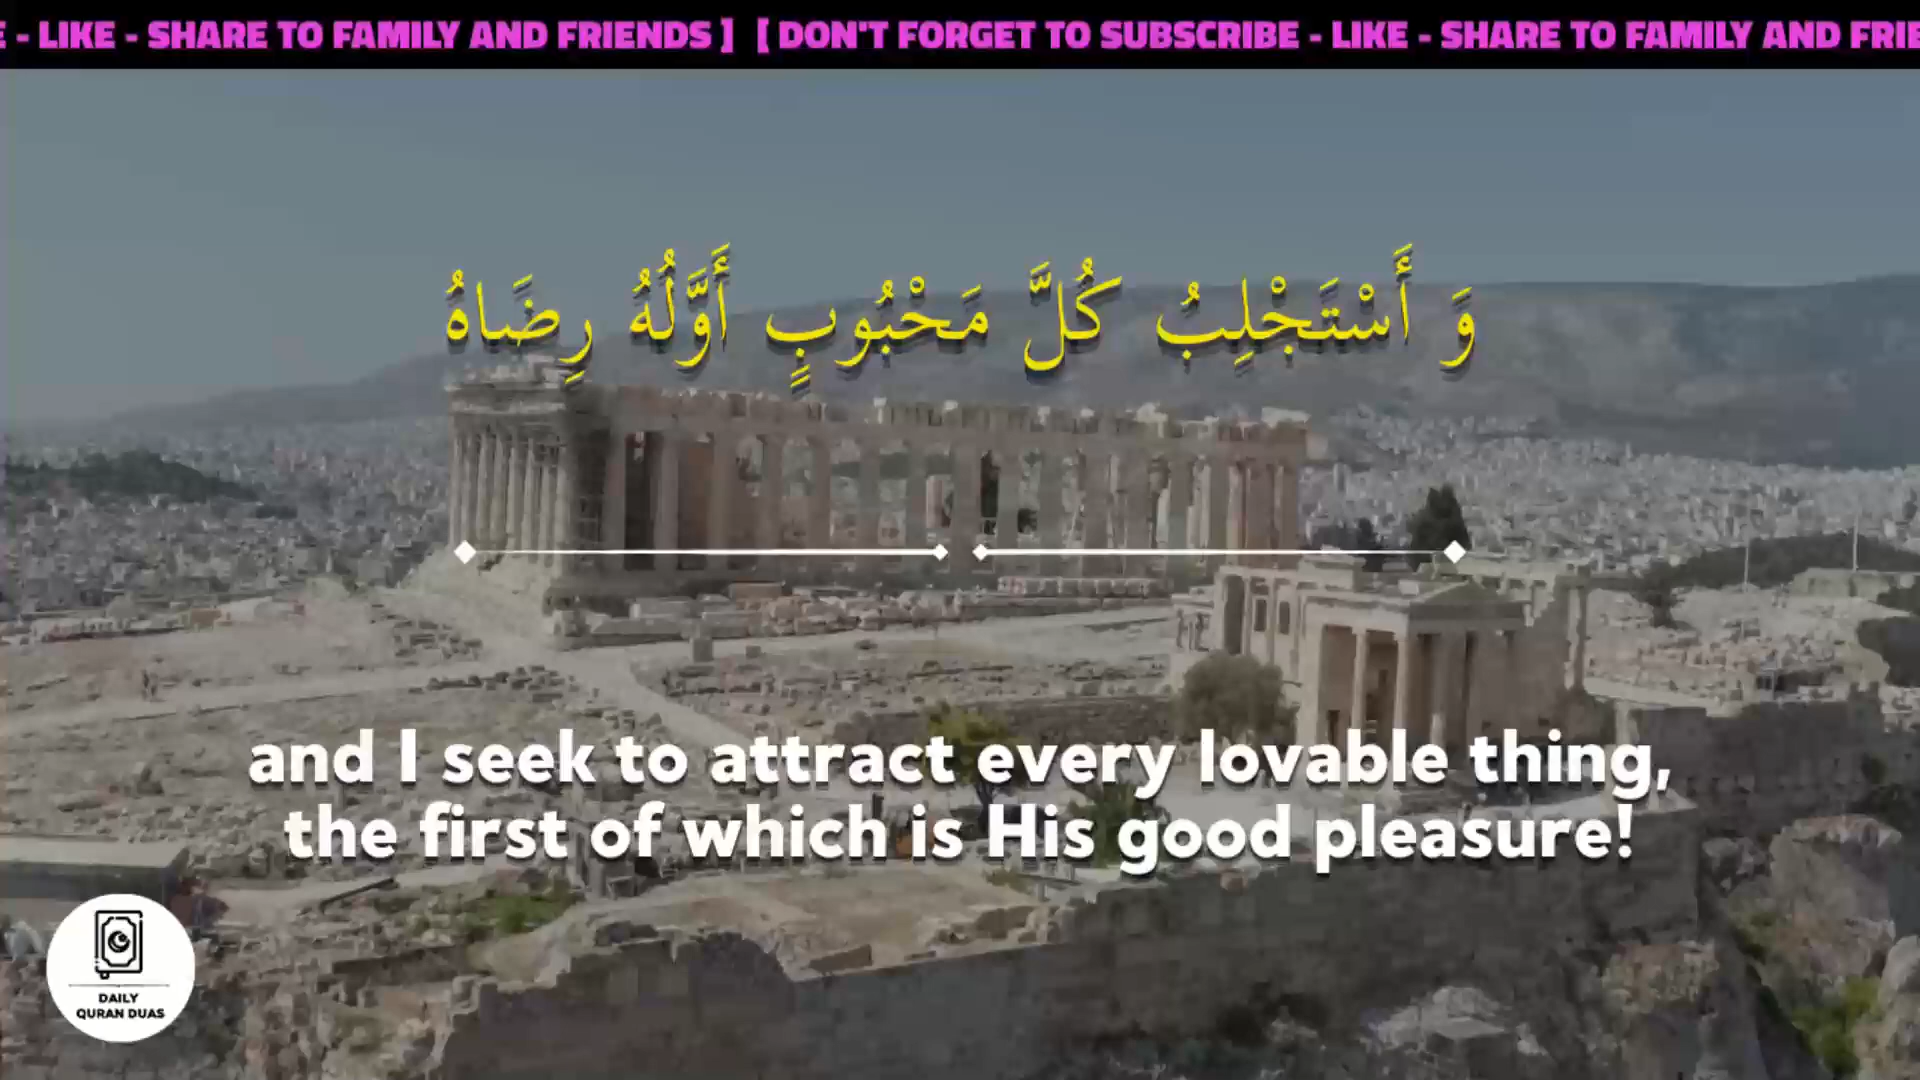 E - LIKE - SHARE TO FAMILY AND FRIENDS ] [ DON'T FORGET TO SUBSCRIBE - LIKE - SHARE TO FAMILY AND FRIE
وَ أَسْتَجْلِبُ كُلَّ مَحْبُوبٍ أَوَّلُهُ رِضَاهُ
and I seek to attract every lovable thing,
the first of which is His good pleasure!
DAILY
QURAN DUAS